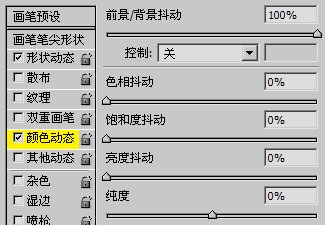 画笔预设
画笔笔尖形状
形状动态
散布
纹理
双重画笔
颜色动态
其他动态
杂色
湿边
喷枪
前景/背景抖动 100%
控制: 关
色相抖动 0%
饱和度抖动 0%
亮度抖动 0%
纯度 0%